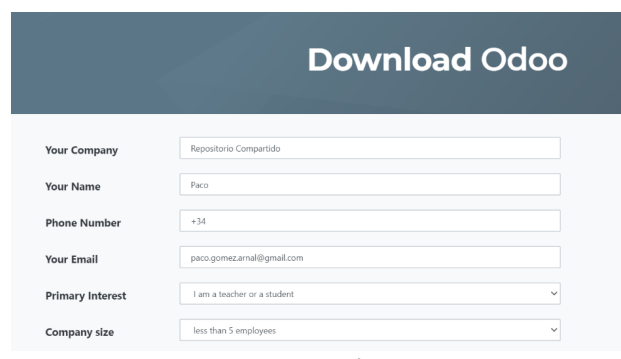 Download Odoo
Your Company Repositorio Compartido
Your Name Paco
Phone Number +34
Your Email paco.gomez.arnal@gmail.com
Primary Interest I am a teacher or a student
Company size less than 5 employees